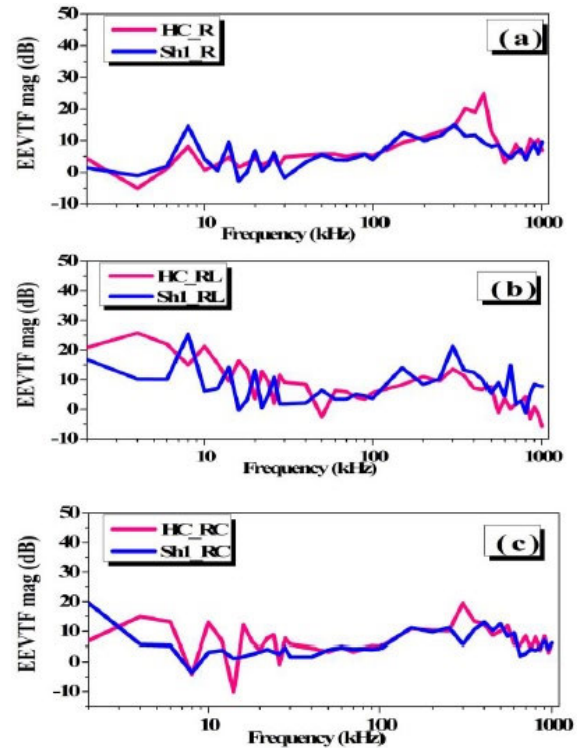 50
HC_R
(a)
40
Sh1_R
30
20
10
0
-10
EEVTF mag (dB)
10
100
1000
Frequency (kHz)
50
HC_RL
(b)
40
Sh1_RL
30
20
10
0
-10
EEVTF mag (dB)
10
100
1000
Frequency (kHz)
50
HC_RC
(c)
40
Sh1_RC
30
20
10
0
-10
EEVTF mag (dB)
10
100
1000
Frequency (kHz)